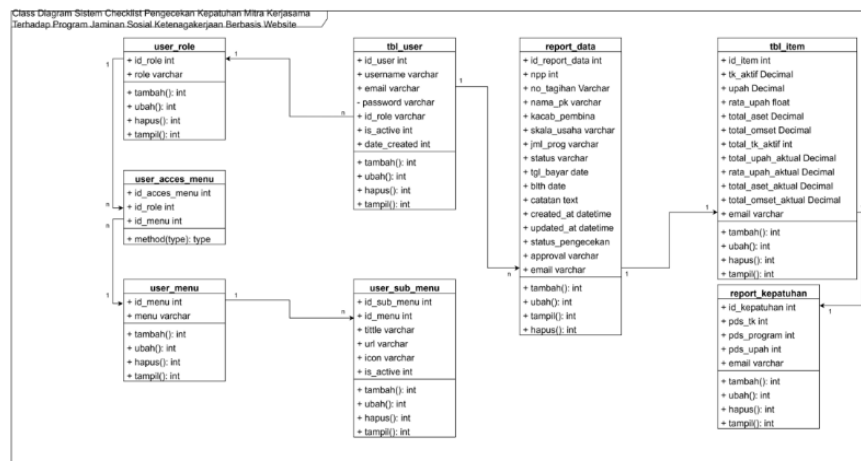 Class Diagram Sistem Checklist Pengecekan Kepatuhan Mitra Kerjasama
Terhadap Program Jaminan Sosial Ketenagakerjaan Berbasis Website
user_role
+ id_role int
+ role varchar
+ tambah(): int
+ ubah(): int
+ hapus(): int
+ tampil(): int
1
1
n
tbl_user
+ id_user int
+ username varchar
+ email varchar
- password varchar
+ id_role varchar
+ is_active int
+ date_created int
+ tambah(): int
+ ubah(): int
+ hapus(): int
+ tampil(): int
1
n
report_data
+ id_report_data int
+ npp int
+ no_tagihan Varchar
+ nama_pk varchar
+ kacab_pembina
+ skala_usaha varchar
+ jml_prog varchar
+ status varchar
+ tgl_bayar date
+ blth date
+ catatan text
+ created_at datetime
+ updated_at datetime
+ status_pengecekan
+ approval varchar
+ email varchar
+ tambah(): int
+ ubah(): int
+ tampil(): int
+ hapus(): int
1
1
tbl_item
+ id_item int
+ tk_aktif Decimal
+ upah Decimal
+ rata_upah float
+ total_aset Decimal
+ total_omset Decimal
+ total_tk_aktif int
+ total_upah_aktual Decimal
+ rata_upah_aktual Decimal
+ total_aset_aktual Decimal
+ total_omset_aktual Decimal
+ email varchar
+ tambah(): int
+ ubah(): int
+ hapus(): int
+ tampil(): int
user_acces_menu
+ id_acces_menu int
+ id_role int
+ id_menu int
+ method(type): type
n
n
user_menu
+ id_menu int
+ menu varchar
+ tambah(): int
+ ubah(): int
+ hapus(): int
+ tampil(): int
1
1
n
user_sub_menu
+ id_sub_menu int
+ id_menu int
+ tittle varchar
+ url varchar
+ icon varchar
+ is_active int
+ tambah(): int
+ ubah(): int
+ hapus(): int
+ tampil(): int
report_kepatuhan
+ id_kepatuhan int
+ pds_tk int
+ pds_program int
+ pds_upah int
+ email varchar
+ tambah(): int
+ ubah(): int
+ hapus(): int
+ tampil(): int
1
1